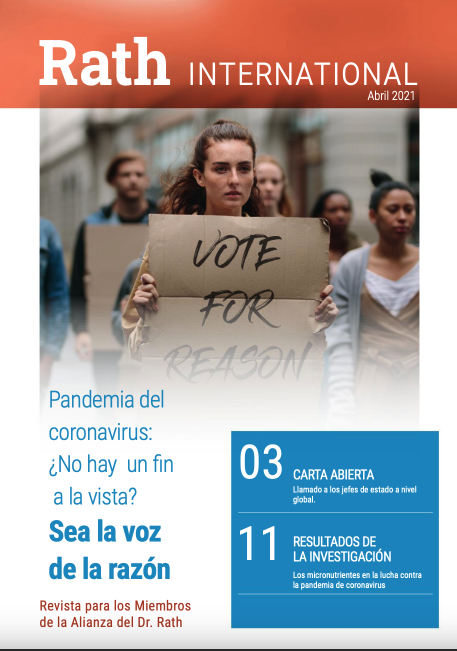 Rath INTERNATIONAL
Abril 2021
VOTE
FOR
REASON
Pandemia del
coronavirus:
¿No hay un fin
a la vista?
Sea la voz
de la razón
Revista para los Miembros
de la Alianza del Dr. Rath
03 CARTA ABIERTA
Llamado a los jefes de estado a nivel
global.
11 RESULTADOS DE
LA INVESTIGACIÓN
Los micronutrientes en la lucha contra
la pandemia de coronavirus